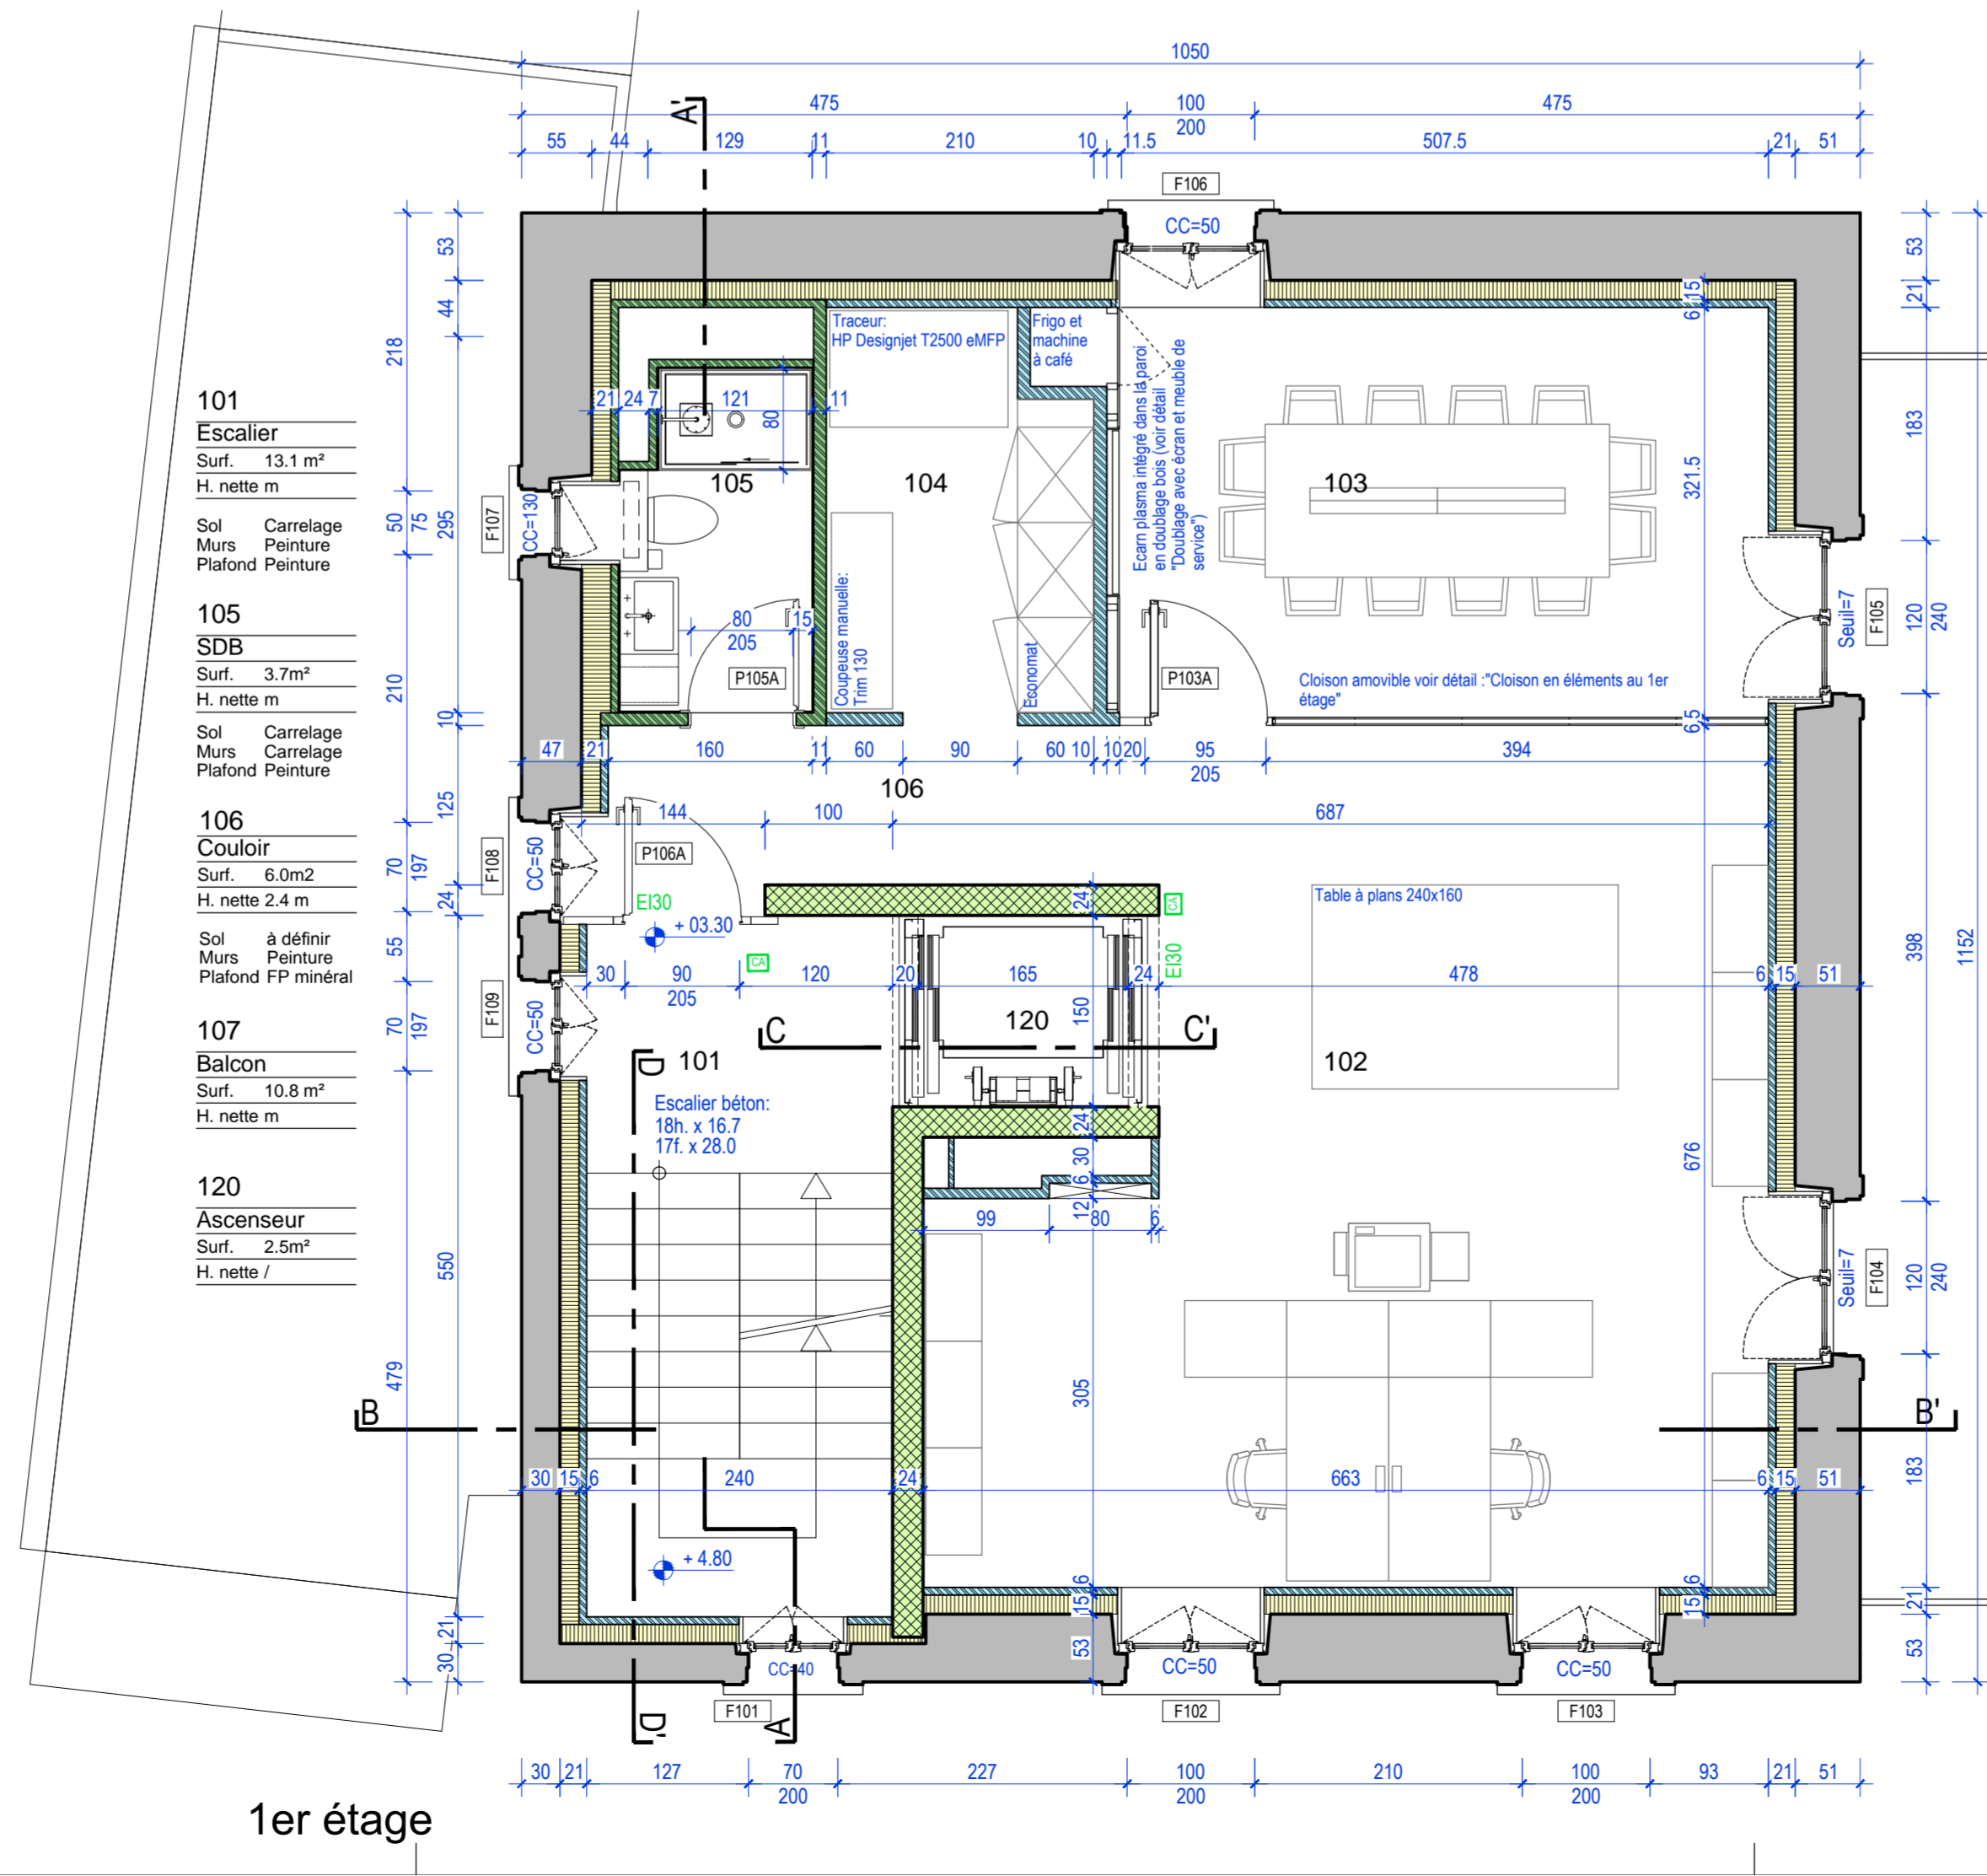 1050
475 100 475
200
55 44 129 11 210 10 11.5 507.5 21 51
A'
F106
CC=50
53
44
218
295
50
75
210
10
125
70
197
24
55
70
197
550
479
21
30
101
Escalier
Surf. 13.1 m²
H. nette m
Sol Carrelage
Murs Peinture
Plafond Peinture
105
SDB
Surf. 3.7m²
H. nette m
Sol Carrelage
Murs Carrelage
Plafond Peinture
106
Couloir
Surf. 6.0m2
H. nette 2.4 m
Sol à définir
Murs Peinture
Plafond FP minéral
107
Balcon
Surf. 10.8 m²
H. nette m
120
Ascenseur
Surf. 2.5m²
H. nette /
F107
CC=130
F108
CC=50
F109
CC=50
Traceur:
HP Designjet T2500 eMFP
Frigo et
machine
à café
Ecarn plasma intégré dans la paroi
en doublage bois (voir détail
"Doublage avec écran et meuble de
service")
21 24 7 121 11
80
105
104
103
Coupeuse manuelle:
Trim 130
Economat
80 15
205
P105A
P103A
Cloison amovible voir détail :"Cloison en éléments au 1er
étage"
15
6
321.5
6.5
676
47 21 160 11 60 90 60 10 10 20 95 394
205
106
144 100 687
P106A
EI30
+ 03.30
CA
CA
EI30
24
Table à plans 240x160
30 90 120 20 165 24 478 6 15 51
205
150
120
C C'
D 101
102
Escalier béton:
18h. x 16.7
17f. x 28.0
24
30
6
12
99 80 6
305
B B'
30 15 6 240 24 663 6 15 51
+ 4.80
6
15
53
6
15
CC=40
CC=50
CC=50
F101
F102
F103
D'
A
53
21
183
120
240
398
1152
120
240
183
21
53
Seuil=7
F105
Seuil=7
F104
30 21 127 70 227 100 210 100 93 21 51
200 200 200
1er étage